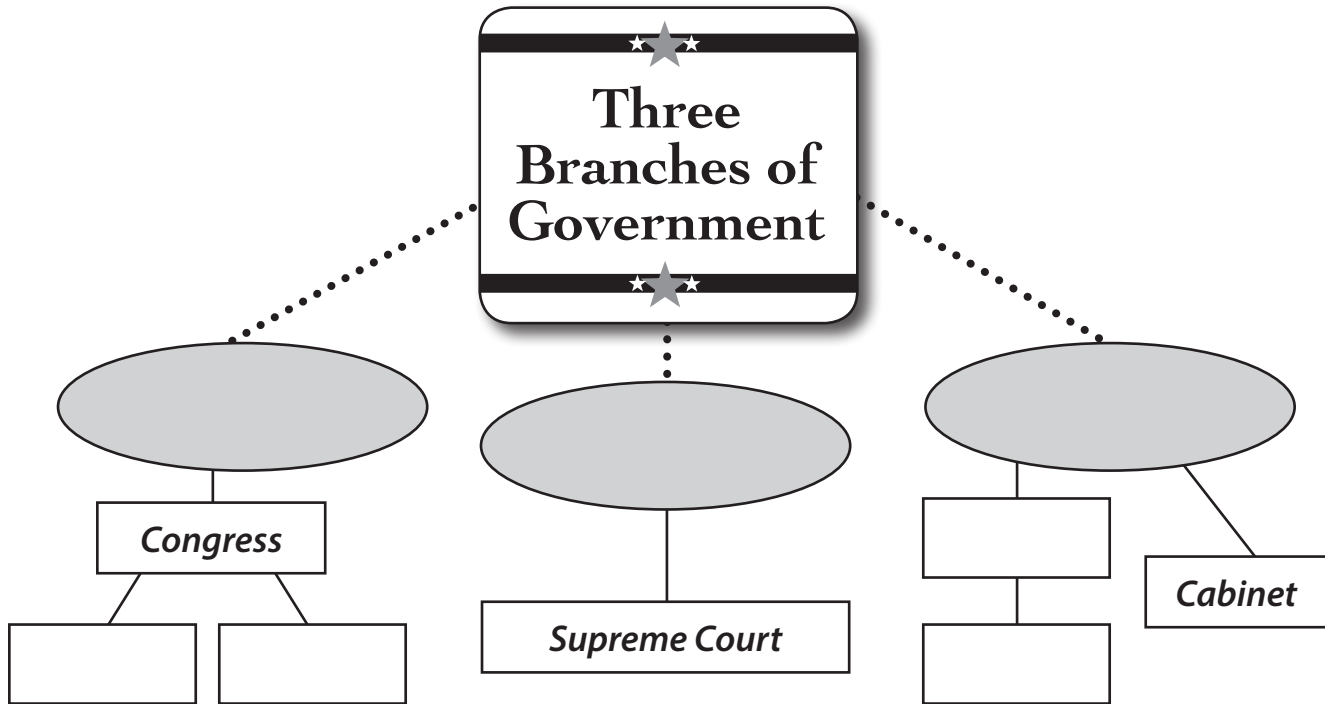 Three
Branches of
Government
Congress
Supreme Court
Cabinet